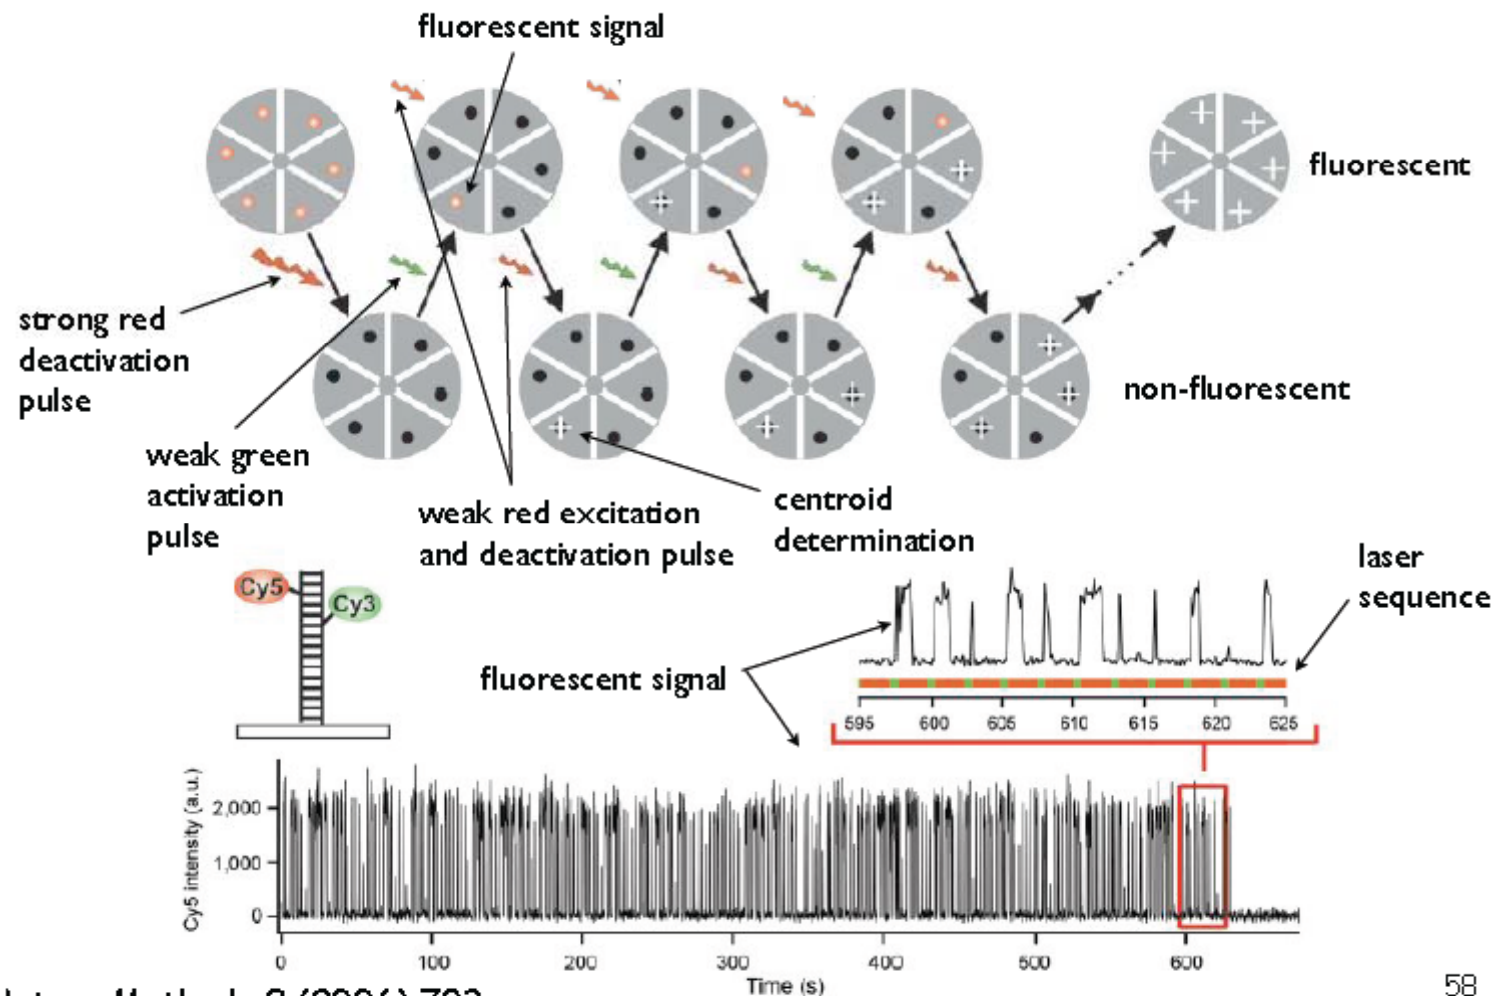 fluorescent signal
fluorescent
strong red
deactivation
pulse
non-fluorescent
weak green
activation
pulse
weak red excitation
and deactivation pulse
centroid
determination
laser
sequence
Cy5
Cy3
fluorescent signal
595 600 605 610 615 620 625
Cy5 intensity (a.u.)
2,000
1,000
0
0 100 200 300 400 500 600
Time (s)
58